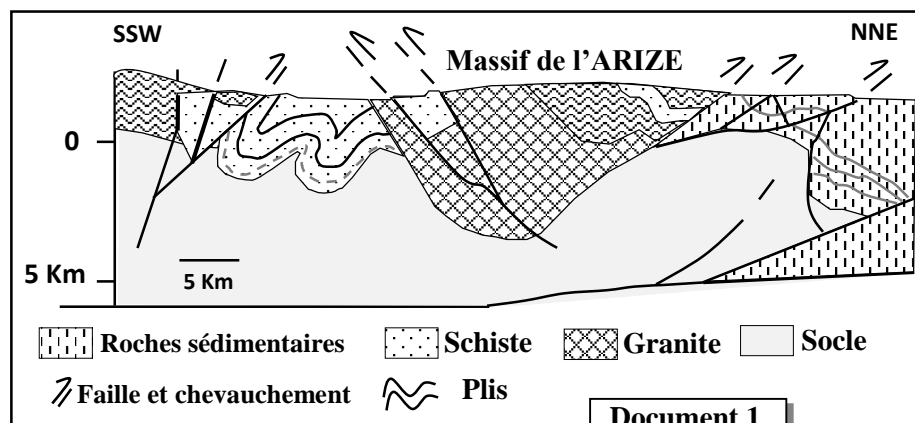 SSW NNE
Massif de l’ARIZE
0
5 Km
5 Km
Roches sédimentaires Schiste Granite Socle
Faille et chevauchement Plis
Document 1